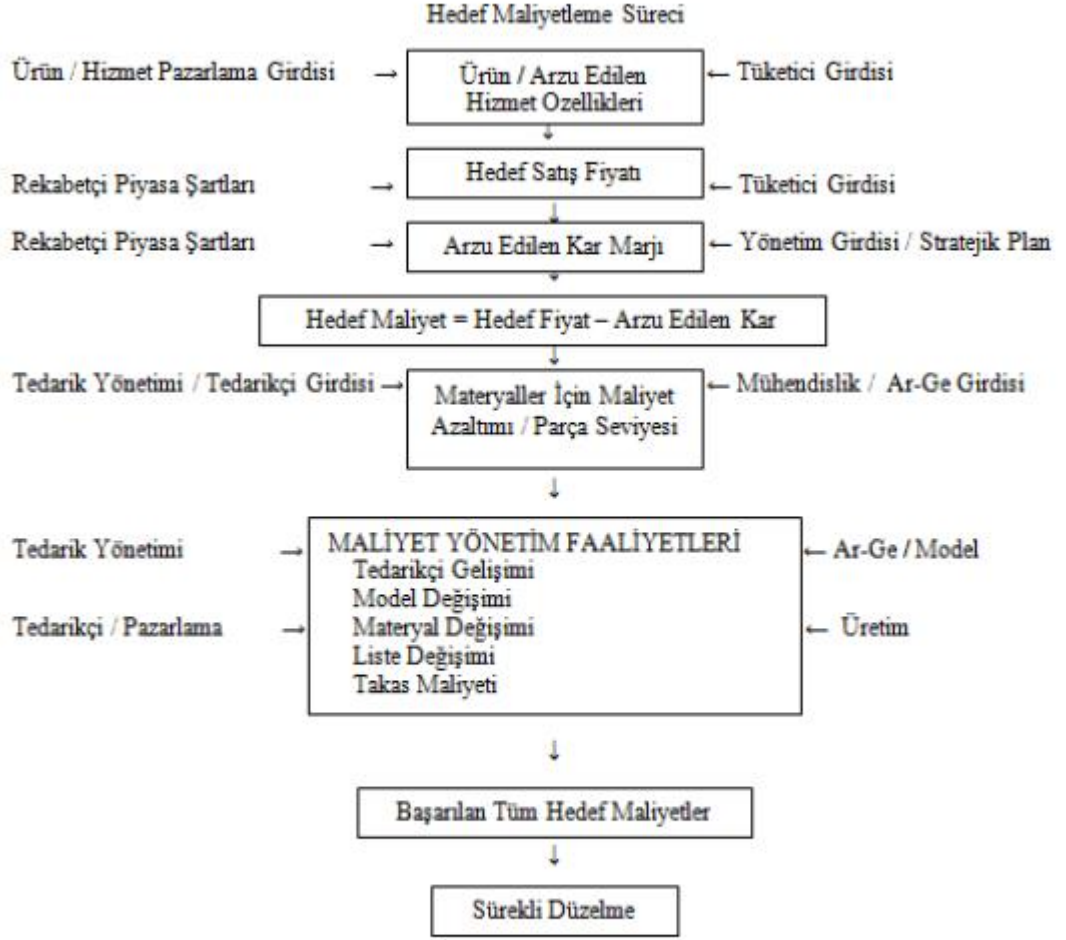 Hedef Maliyetleme Süreci
Ürün / Hizmet Pazarlama Girdisi → Ürün / Arzu Edilen ← Tüketici Girdisi
Hizmet Ozellikleri
↓
Rekabetçi Piyasa Şartları → Hedef Satış Fiyatı ← Tüketici Girdisi
↓
Rekabetçi Piyasa Şartları → Arzu Edilen Kar Marjı ← Yönetim Girdisi / Stratejik Plan
↓
Hedef Maliyet = Hedef Fiyat – Arzu Edilen Kar
↓
Tedarik Yönetimi / Tedarikçi Girdisi → Materyaller İçin Maliyet ← Mühendislik / Ar-Ge Girdisi
Azaltımı / Parça Seviyesi
↓
Tedarik Yönetimi → MALİYET YÖNETİM FAALİYETLERİ ← Ar-Ge / Model
Tedarikçi Gelişimi
Model Değişimi
Tedarikçi / Pazarlama → Materyal Değişimi ← Üretim
Liste Değişimi
Takas Maliyeti
↓
Başarılan Tüm Hedef Maliyetler
↓
Sürekli Düzelme